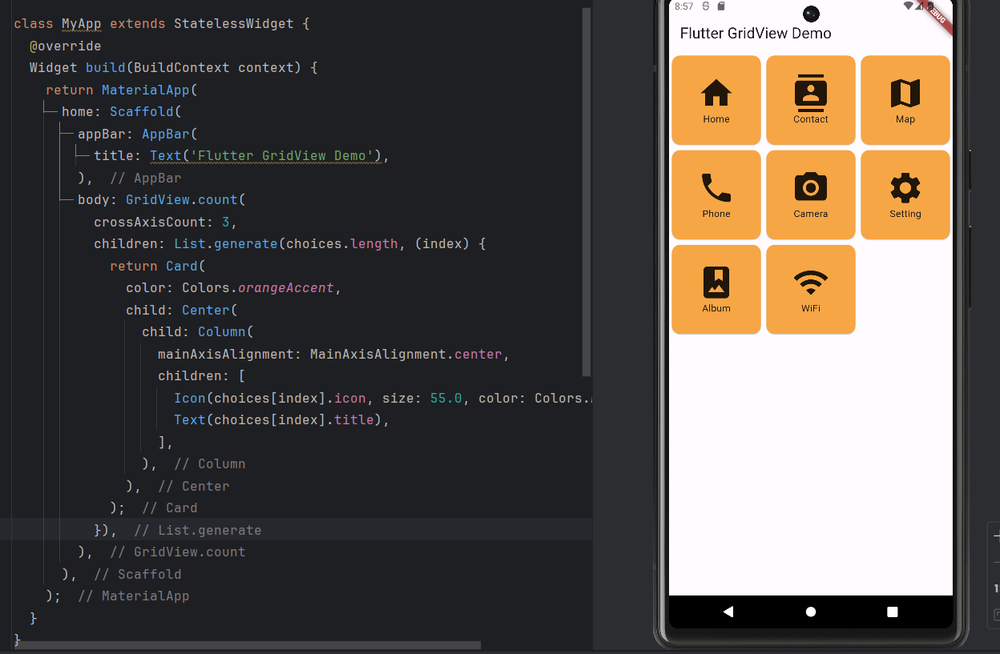 class MyApp extends StatelessWidget {
@override
Widget build(BuildContext context) {
return MaterialApp(
home: Scaffold(
appBar: AppBar(
title: Text('Flutter GridView Demo'),
),  // AppBar
body: GridView.count(
crossAxisCount: 3,
children: List.generate(choices.length, (index) {
return Card(
color: Colors.orangeAccent,
child: Center(
child: Column(
mainAxisAlignment: MainAxisAlignment.center,
children: [
Icon(choices[index].icon, size: 55.0, color: Colors.
Text(choices[index].title),
],
),  // Column
),  // Center
);  // Card
}),  // List.generate
),  // GridView.count
),  // Scaffold
);  // MaterialApp
}
}
8:57
DEBUG
Flutter GridView Demo
Home Contact Map
Phone Camera Setting
Album WiFi